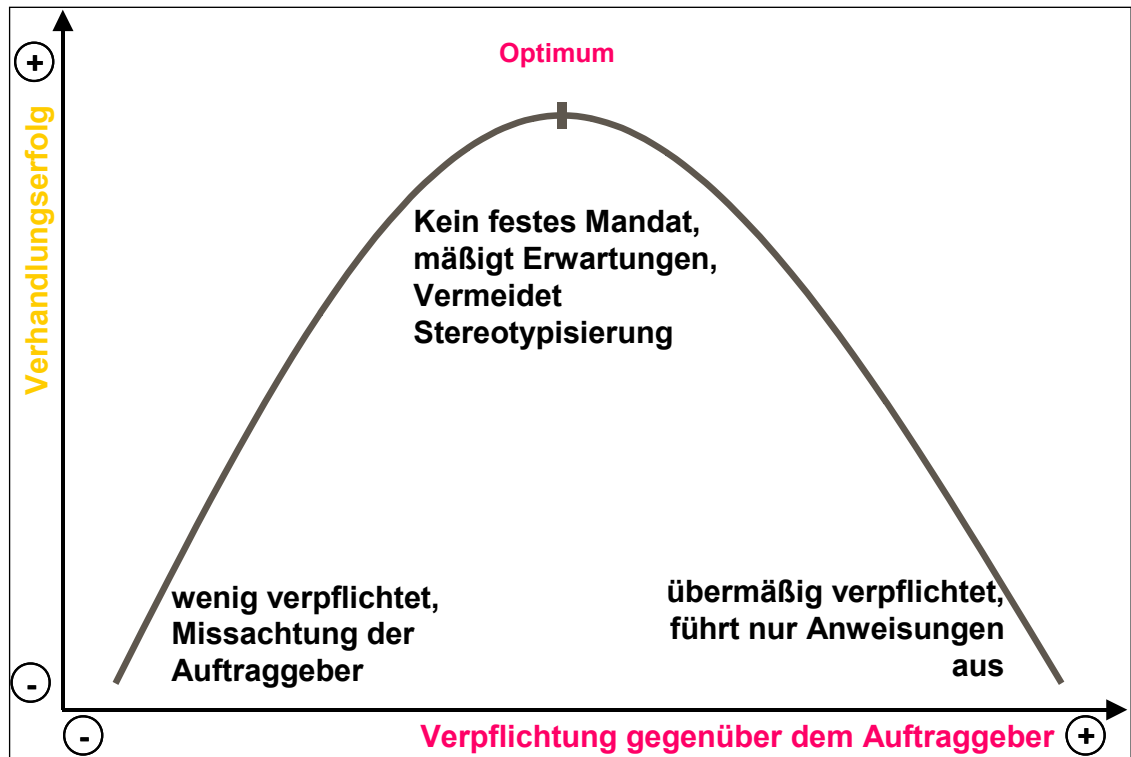 +
Optimum
Verhandlungserfolg
Kein festes Mandat,
mäßigt Erwartungen,
Vermeidet
Stereotypisierung
wenig verpflichtet,
Missachtung der
Auftraggeber
übermäßig verpflichtet,
führt nur Anweisungen
aus
-
-
Verpflichtung gegenüber dem Auftraggeber +